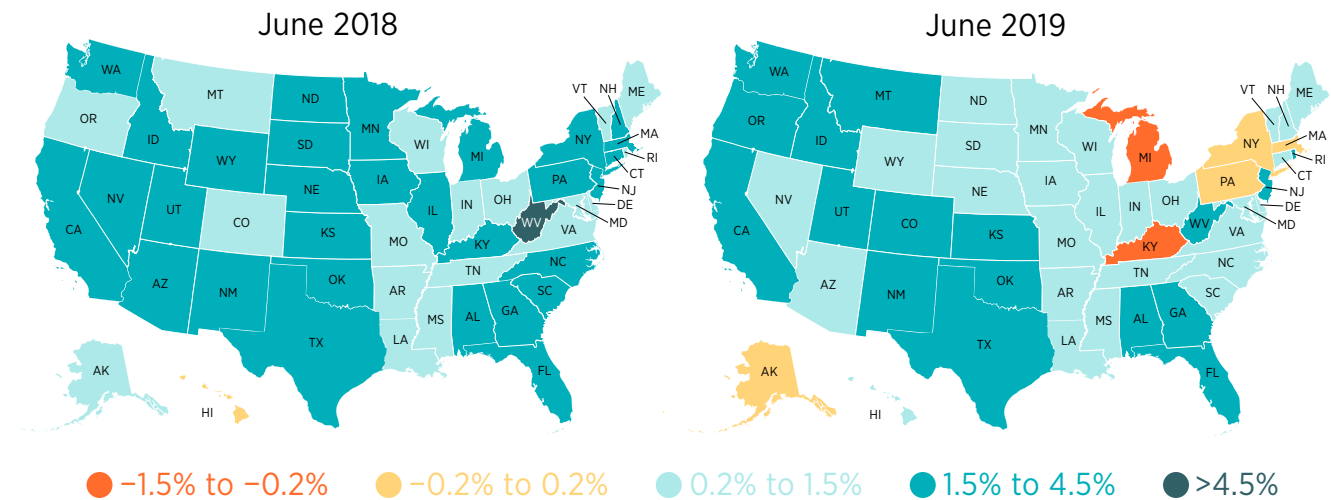 June 2018
WA
OR
ID
MT
ND
SD
WY
NE
MN
WI
IA
MI
NV
UT
CO
CA
AZ
NM
KS
OK
TX
MO
AR
LA
MS
IL
IN
OH
KY
TN
AL
GA
FL
SC
NC
VA
WV
PA
NY
VT
NH
ME
MA
RI
CT
NJ
DE
MD
AK
HI
June 2019
WA
OR
ID
MT
ND
SD
WY
NE
MN
WI
IA
MI
NV
UT
CO
CA
AZ
NM
KS
OK
TX
MO
AR
LA
MS
IL
IN
OH
KY
TN
AL
GA
FL
SC
NC
VA
WV
PA
NY
VT
NH
ME
MA
RI
CT
NJ
DE
MD
AK
HI
−1.5% to −0.2%
−0.2% to 0.2%
0.2% to 1.5%
1.5% to 4.5%
>4.5%